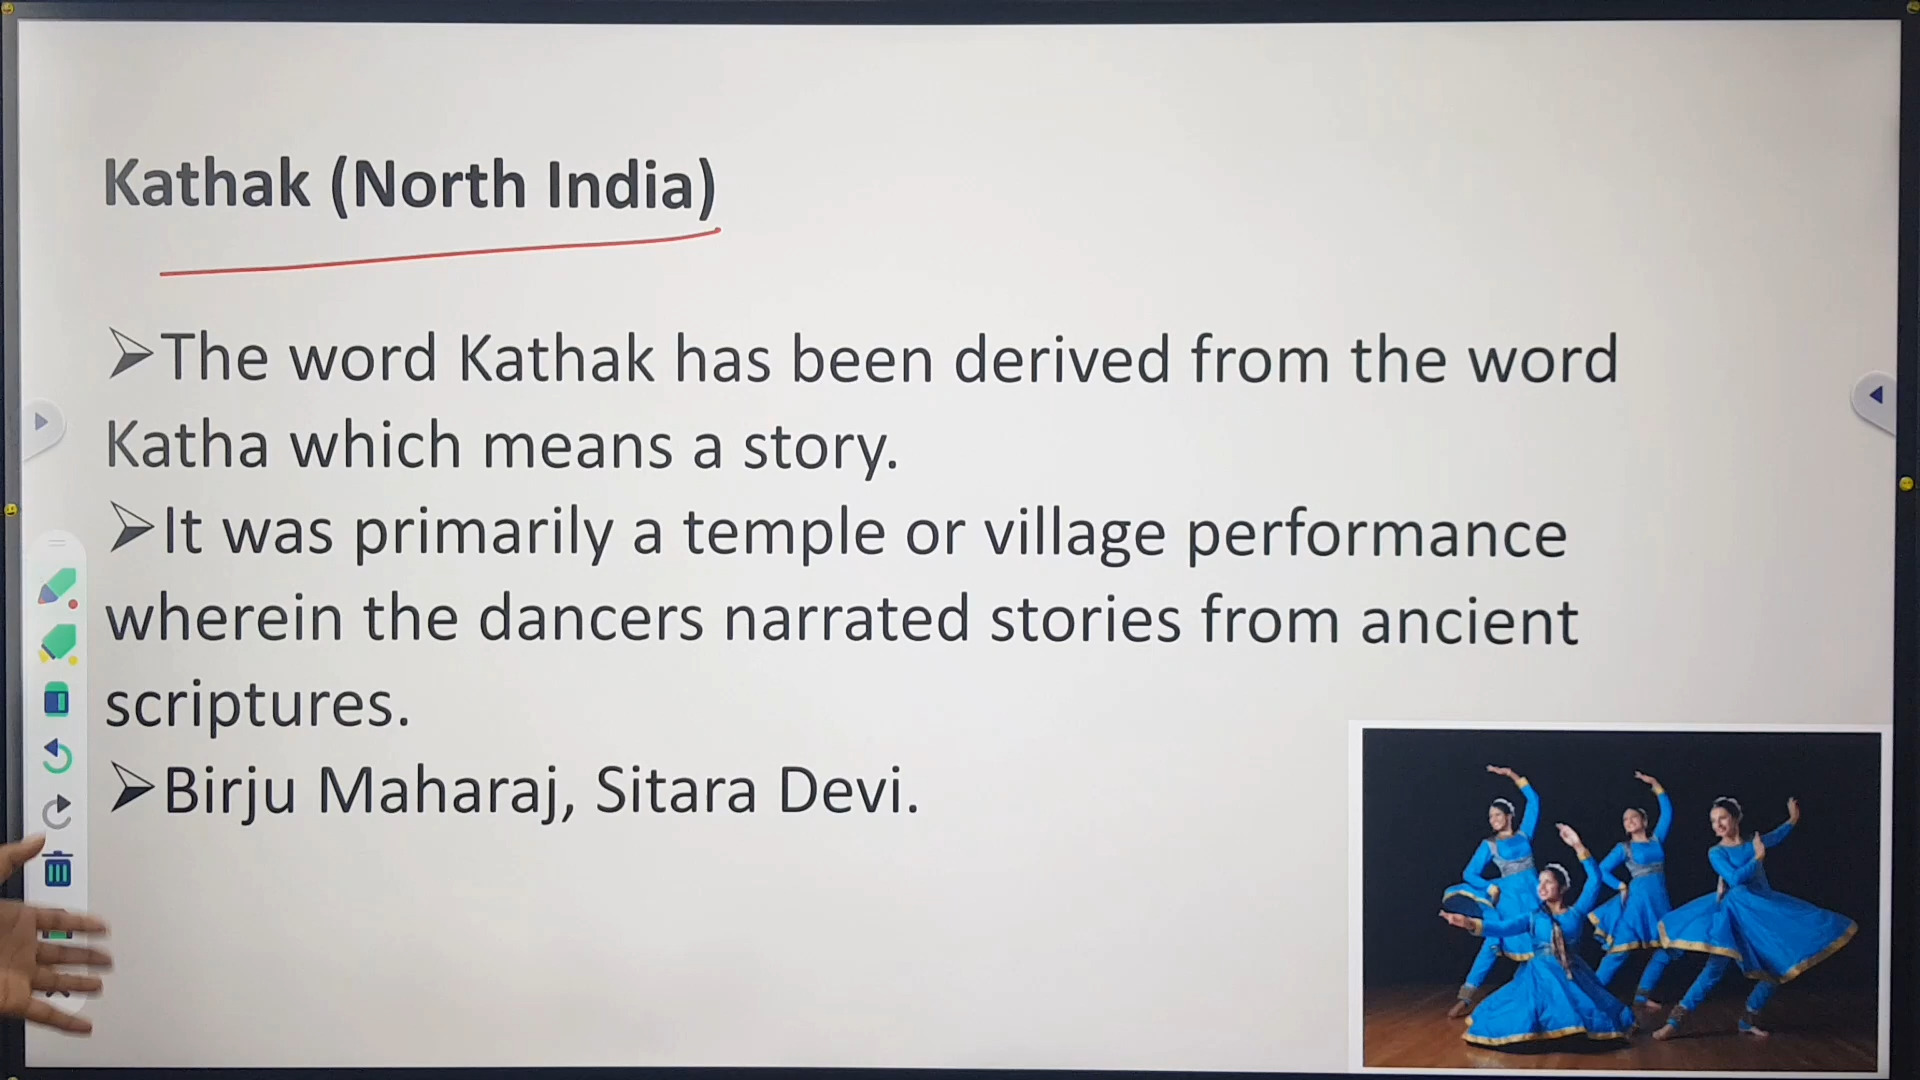 Kathak (North India)
➢The word Kathak has been derived from the word
Katha which means a story.
➢It was primarily a temple or village performance
wherein the dancers narrated stories from ancient
scriptures.
➢Birju Maharaj, Sitara Devi.